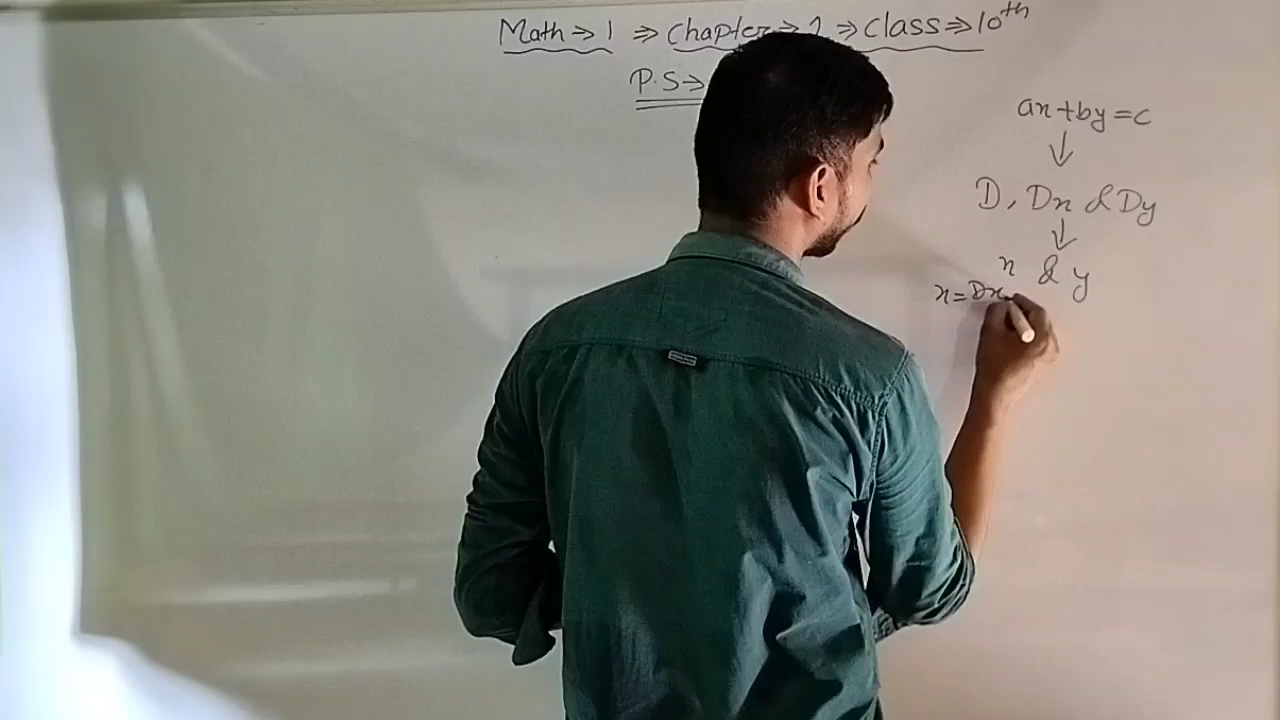 Math → 1 ⇒ Chapter → 1 ⇒ Class ⇒ 10th
P.S →
ax + by = c
↓
D, Dx & Dy
↓
x & y
x = Dx